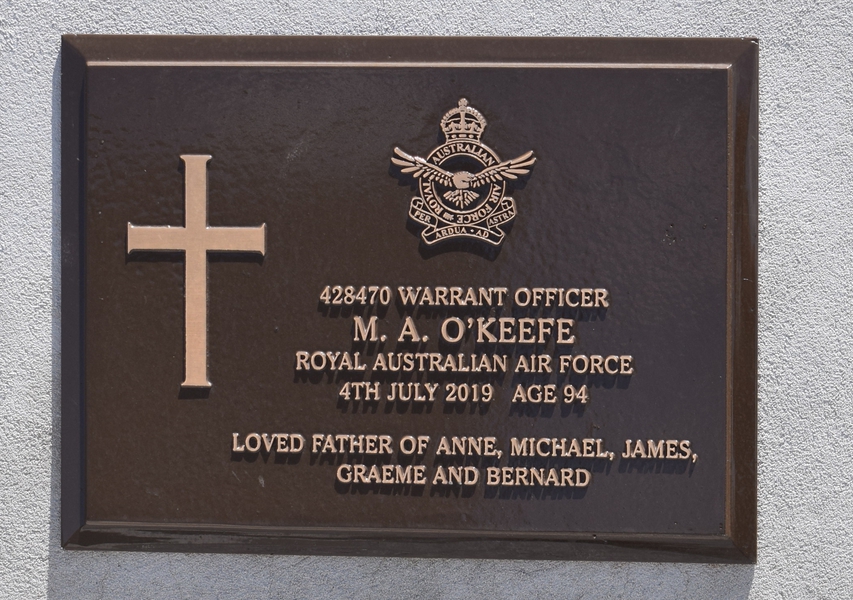 AUSTRALIAN
ROYAL AIR FORCE
PER ARDUA · AD ASTRA
428470 WARRANT OFFICER
M. A. O'KEEFE
ROYAL AUSTRALIAN AIR FORCE
4TH JULY 2019 AGE 94
LOVED FATHER OF ANNE, MICHAEL, JAMES,
GRAEME AND BERNARD